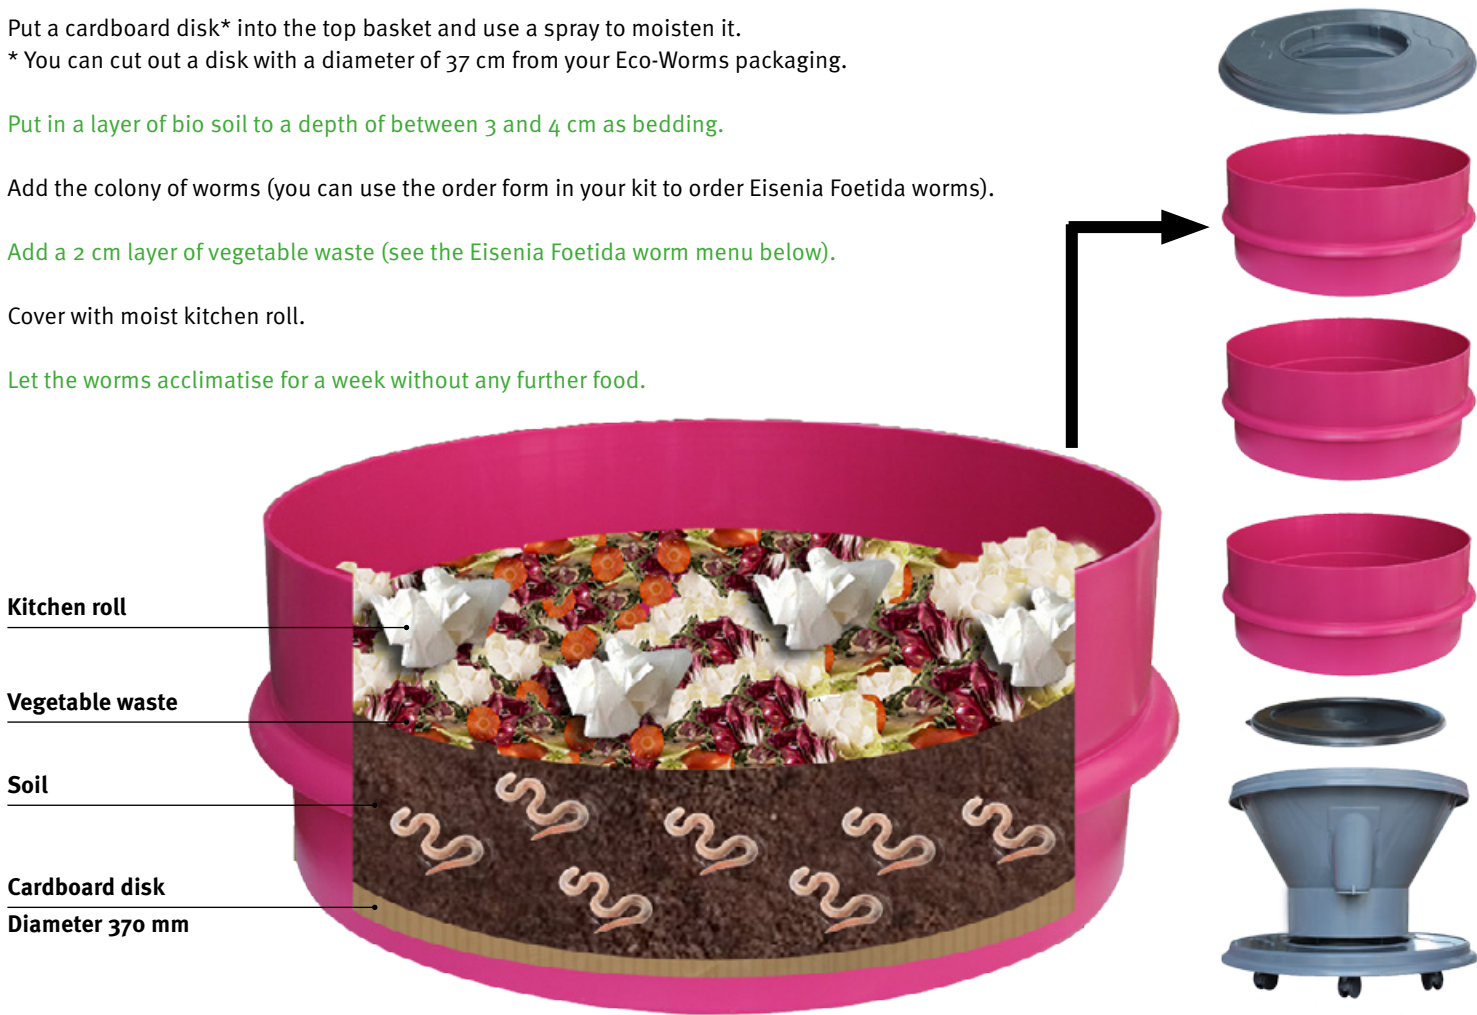 Put a cardboard disk* into the top basket and use a spray to moisten it.
* You can cut out a disk with a diameter of 37 cm from your Eco-Worms packaging.
Put in a layer of bio soil to a depth of between 3 and 4 cm as bedding.
Add the colony of worms (you can use the order form in your kit to order Eisenia Foetida worms).
Add a 2 cm layer of vegetable waste (see the Eisenia Foetida worm menu below).
Cover with moist kitchen roll.
Let the worms acclimatise for a week without any further food.
Kitchen roll
Vegetable waste
Soil
Cardboard disk
Diameter 370 mm